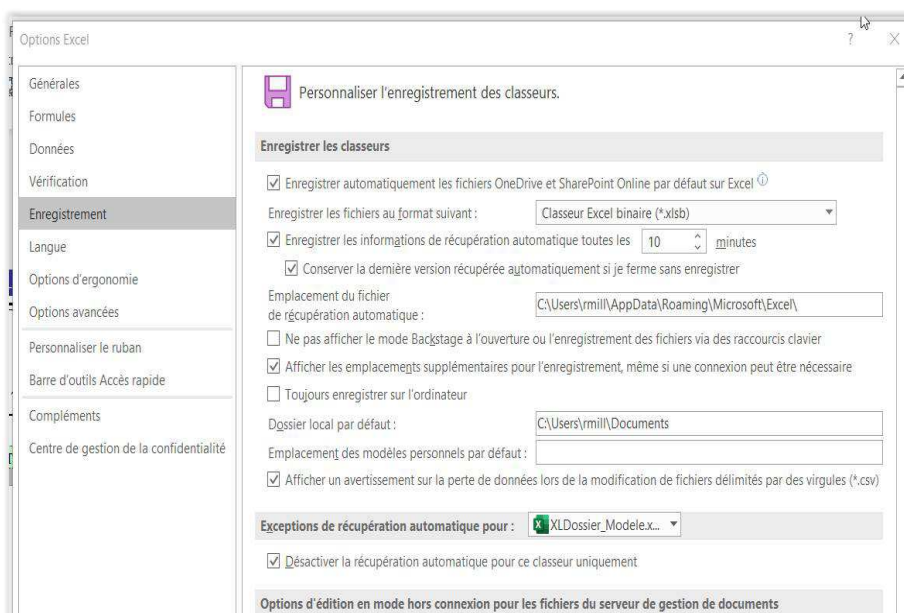 Options Excel
?
X
Générales
Formules
Données
Vérification
Enregistrement
Langue
Options d'ergonomie
Options avancées
Personnaliser le ruban
Barre d'outils Accès rapide
Compléments
Centre de gestion de la confidentialité
Personnaliser l'enregistrement des classeurs.
Enregistrer les classeurs
Enregistrer automatiquement les fichiers OneDrive et SharePoint Online par défaut sur Excel
Enregistrer les fichiers au format suivant : Classeur Excel binaire (*.xlsb)
Enregistrer les informations de récupération automatique toutes les 10 minutes
Conserver la dernière version récupérée automatiquement si je ferme sans enregistrer
Emplacement du fichier
de récupération automatique : C:\Users\rmill\AppData\Roaming\Microsoft\Excel\
Ne pas afficher le mode Backstage à l'ouverture ou l'enregistrement des fichiers via des raccourcis clavier
Afficher les emplacements supplémentaires pour l'enregistrement, même si une connexion peut être nécessaire
Toujours enregistrer sur l'ordinateur
Dossier local par défaut : C:\Users\rmill\Documents
Emplacement des modèles personnels par défaut :
Afficher un avertissement sur la perte de données lors de la modification de fichiers délimités par des virgules (*.csv)
Exceptions de récupération automatique pour : XLDossier_Modele.x...
Désactiver la récupération automatique pour ce classeur uniquement
Options d'édition en mode hors connexion pour les fichiers du serveur de gestion de documents